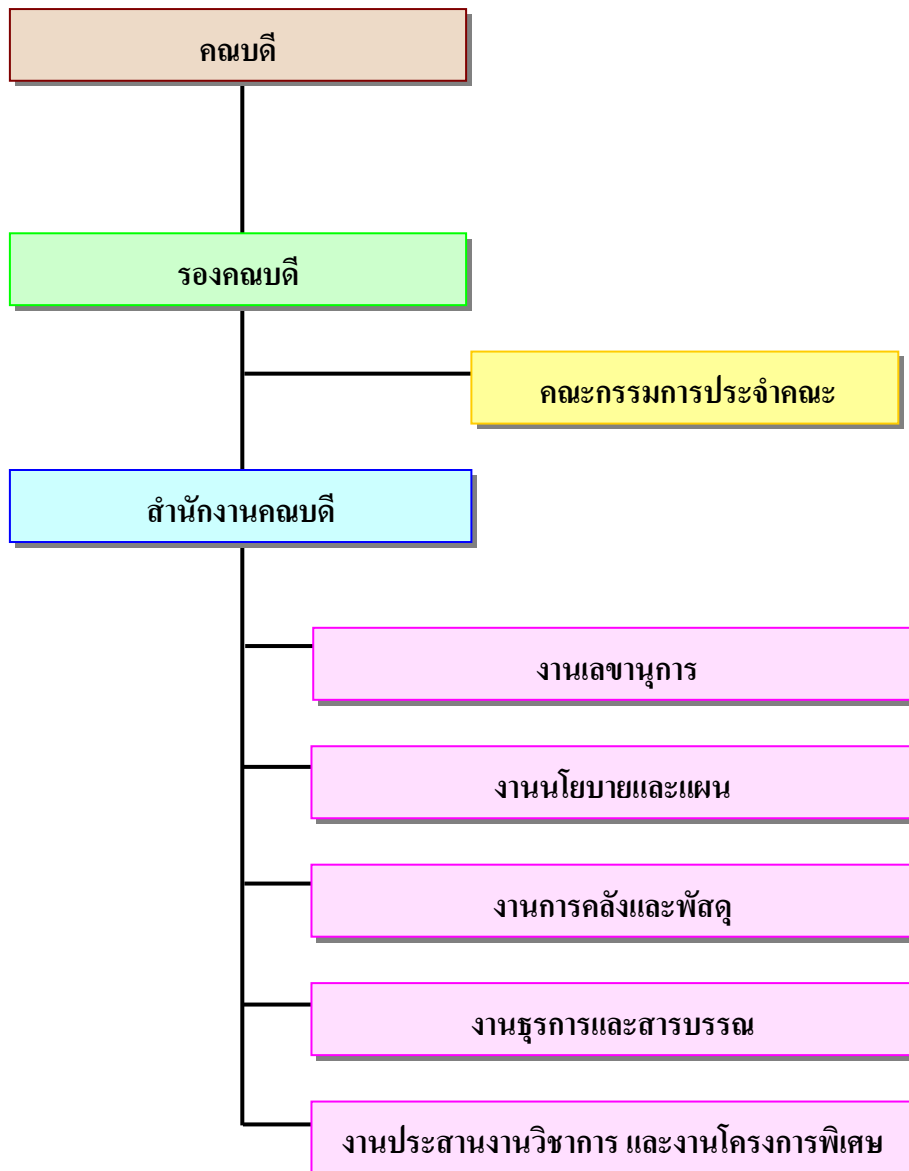 คณบดี
รองคณบดี
คณะกรรมการประจำคณะ
สำนักงานคณบดี
งานเลขานุการ
งานนโยบายและแผน
งานการคลังและพัสดุ
งานธุรการและสารบรรณ
งานประสานงานวิชาการ และงานโครงการพิเศษ